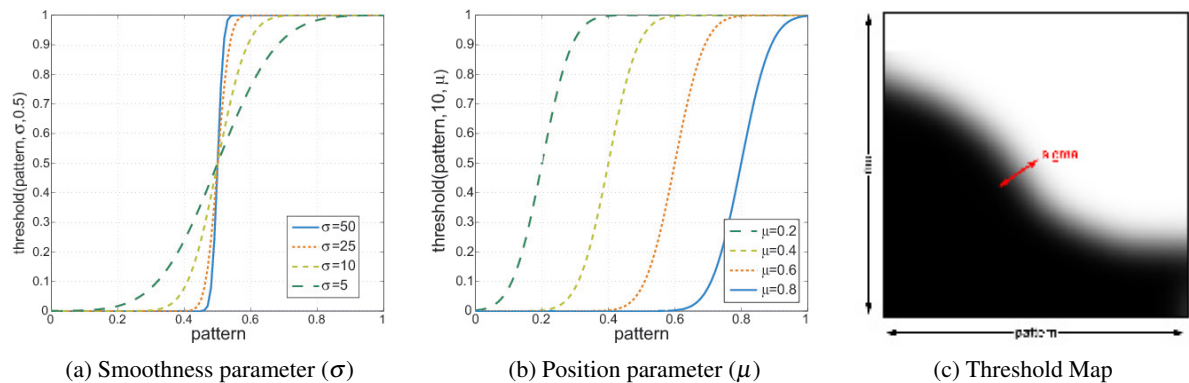 threshold(pattern,σ,0.5)
1
0.9
0.8
0.7
0.6
0.5
0.4
0.3
0.2
0.1
0
0 0.2 0.4 0.6 0.8 1
pattern
σ=50
σ=25
σ=10
σ=5
(a) Smoothness parameter (σ)
threshold(pattern,10, μ)
1
0.9
0.8
0.7
0.6
0.5
0.4
0.3
0.2
0.1
0
0 0.2 0.4 0.6 0.8 1
pattern
μ=0.2
μ=0.4
μ=0.6
μ=0.8
(b) Position parameter (μ)
pattern
(c) Threshold Map